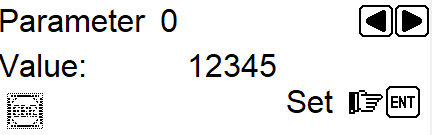 Parameter 0
Value: 12345
Set ENT